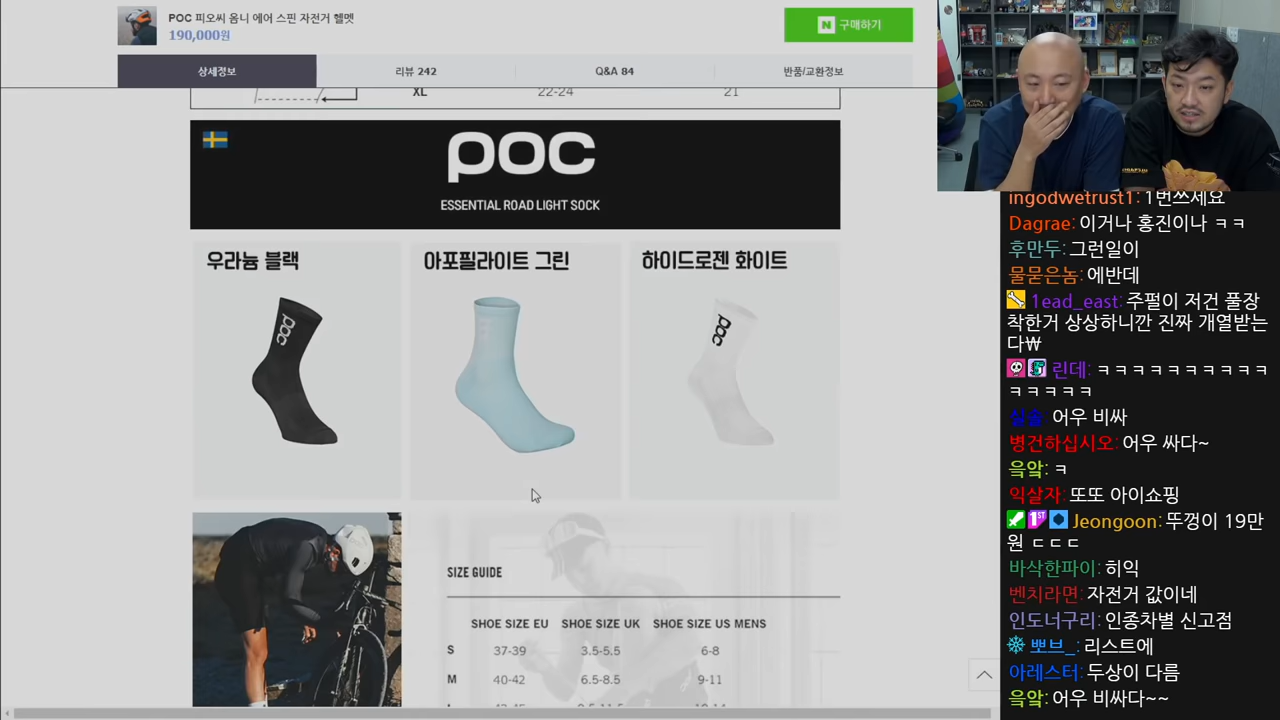 POC 피오씨 옴니 에어 스핀 자전거 헬멧
190,000원
N 구매하기
상세정보
리뷰 242
Q&A 84
반품/교환정보
XL 22-24 21
POC
ESSENTIAL ROAD LIGHT SOCK
우라늄 블랙
아포필라이트 그린
하이드로젠 화이트
POC
POC
SIZE GUIDE
SHOE SIZE EU SHOE SIZE UK SHOE SIZE US MENS
S 37-39 3.5-5.5 6-8
M 40-42 6.5-8.5 9-11
ingodwetrust1: 1번쓰세요
Dagrae: 이거나 홍진이나 ㅋㅋ
후만두: 그런일이
물묻은놈: 에반데
1ead_east: 주펄이 저건 풀장
착한거 상상하니깐 진짜 개열받는
다₩
린데: ㅋㅋㅋㅋㅋㅋㅋㅋㅋㅋ
ㅋㅋㅋㅋㅋ
어우 비싸
병건하십시오: 어우 싸다~
읔앜: ㅋ
익살자: 또또 아이쇼핑
1ST Jeongoon: 뚜껑이 19만
원 ㄷㄷㄷ
바삭한파이: 히익
벤치라면: 자전거 값이네
인도너구리: 인종차별 신고점
뽀브_: 리스트에
아레스터: 두상이 다름
읔앜: 어우 비싸다~~